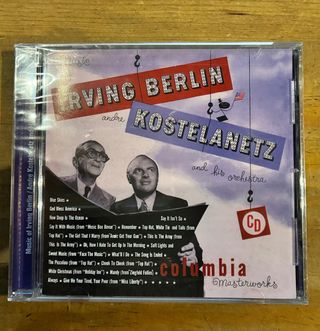 IRVING BERLIN
andre
KOSTELANETZ
and his orchestra
CD
Blue Skies •
God Bless America •
How Deep Is The Ocean • Say It Isn't So •
Say It With Music (from "Music Box Revue") • Remember • Top Hat, White Tie and Tails (from
"Top Hat") • The Girl That I Marry (from "Annie Get Your Gun") • This Is The Army (from
"This Is The Army") • Oh, How I Hate To Get Up In The Morning • Soft Lights and
Sweet Music (from "Face The Music") • What'll I Do • The Song Is Ended •
The Piccolino (from "Top Hat") • Cheek To Cheek (from "Top Hat") •
White Christmas (from "Holiday Inn") • Mandy (from "Ziegfeld Follies")
Always • Give Me Your Tired, Your Poor (from "Miss Liberty")
columbia
Masterworks
Music of Irving Berlin / Andre Kostelanetz